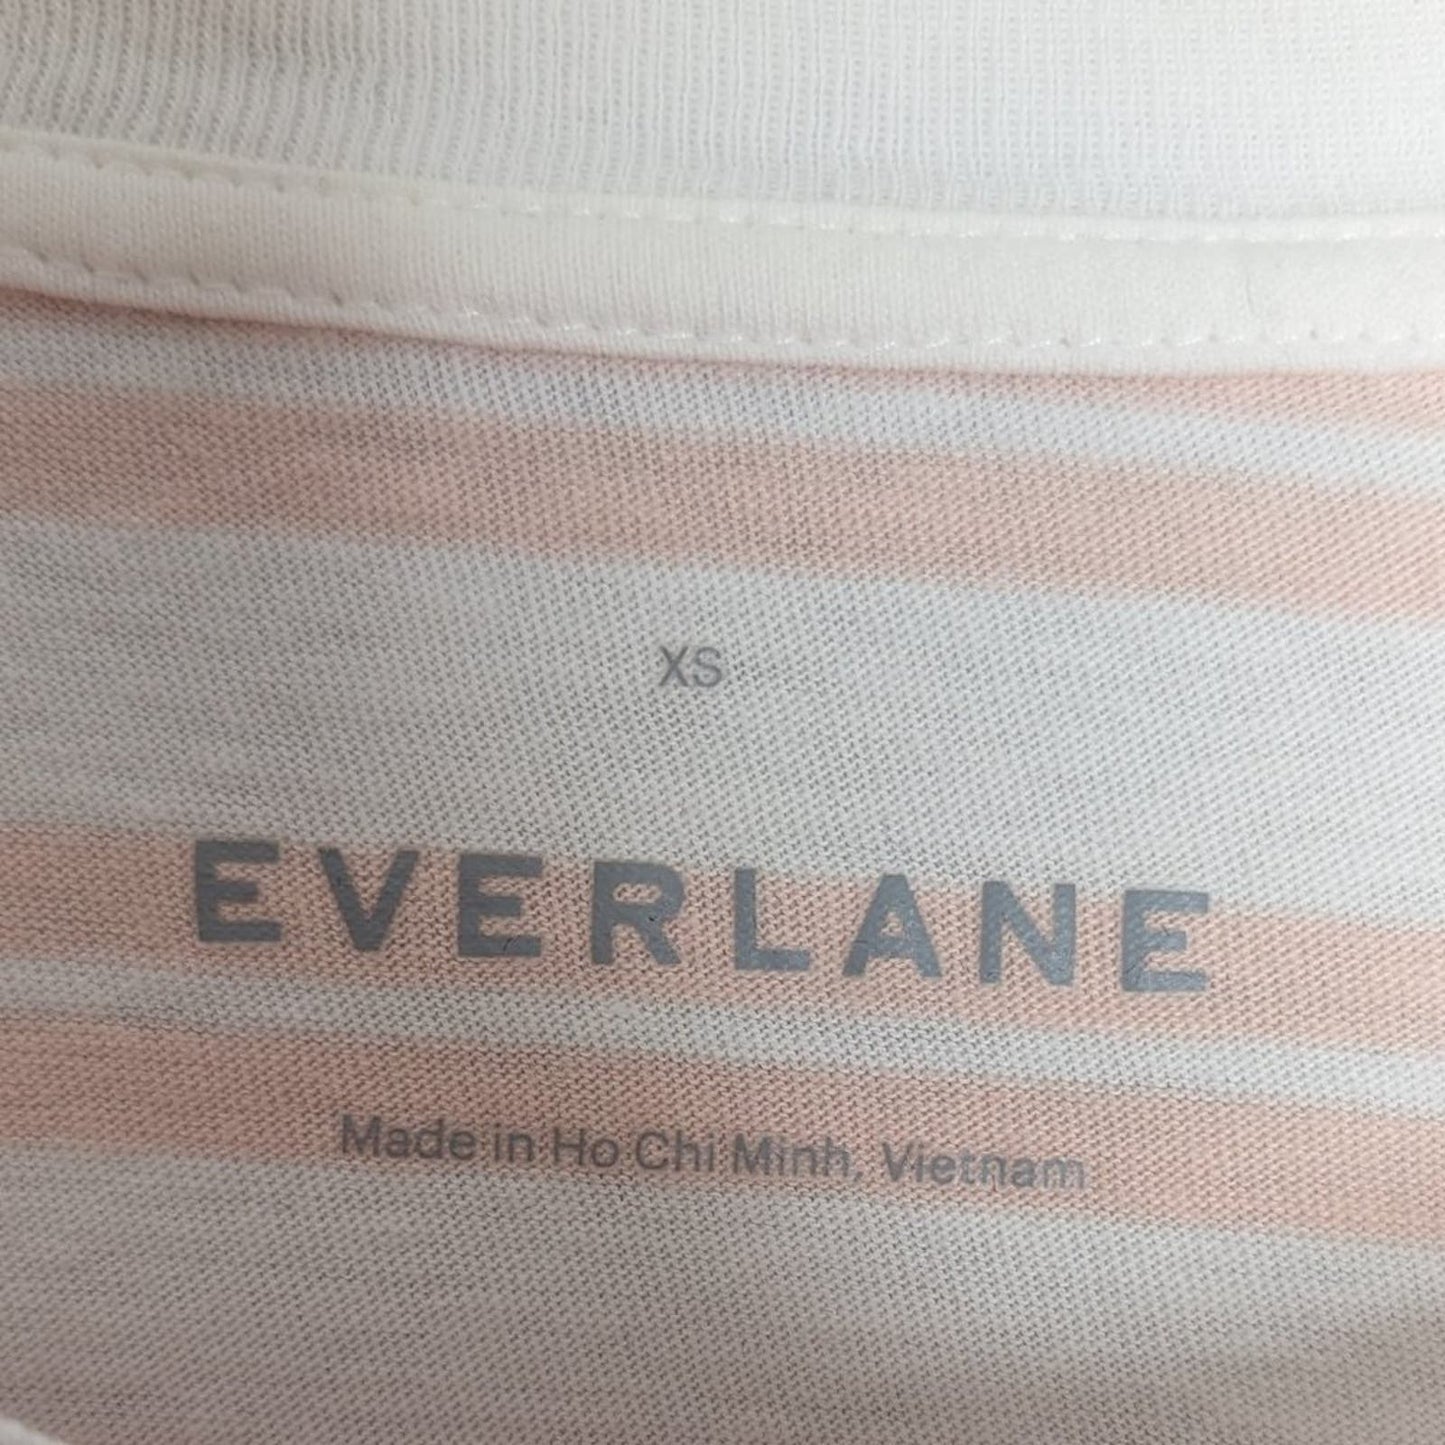 XS
EVERLANE
Made in Ho Chi Minh, Vietnam